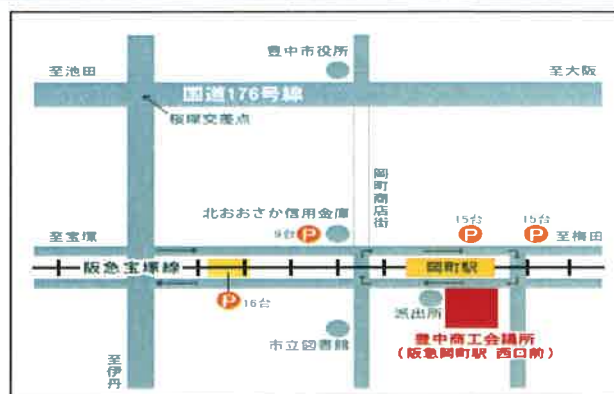 豊中市役所
至池田
至大阪
国道176号線
桜塚交差点
岡町商店街
北おおさか信用金庫
15台
15台
至宝塚
9台
P
P
P
至梅田
阪急宝塚線
岡町駅
P
16台
派出所
市立図書館
豊中商工会議所
(阪急岡町駅 西口前)
至伊丹